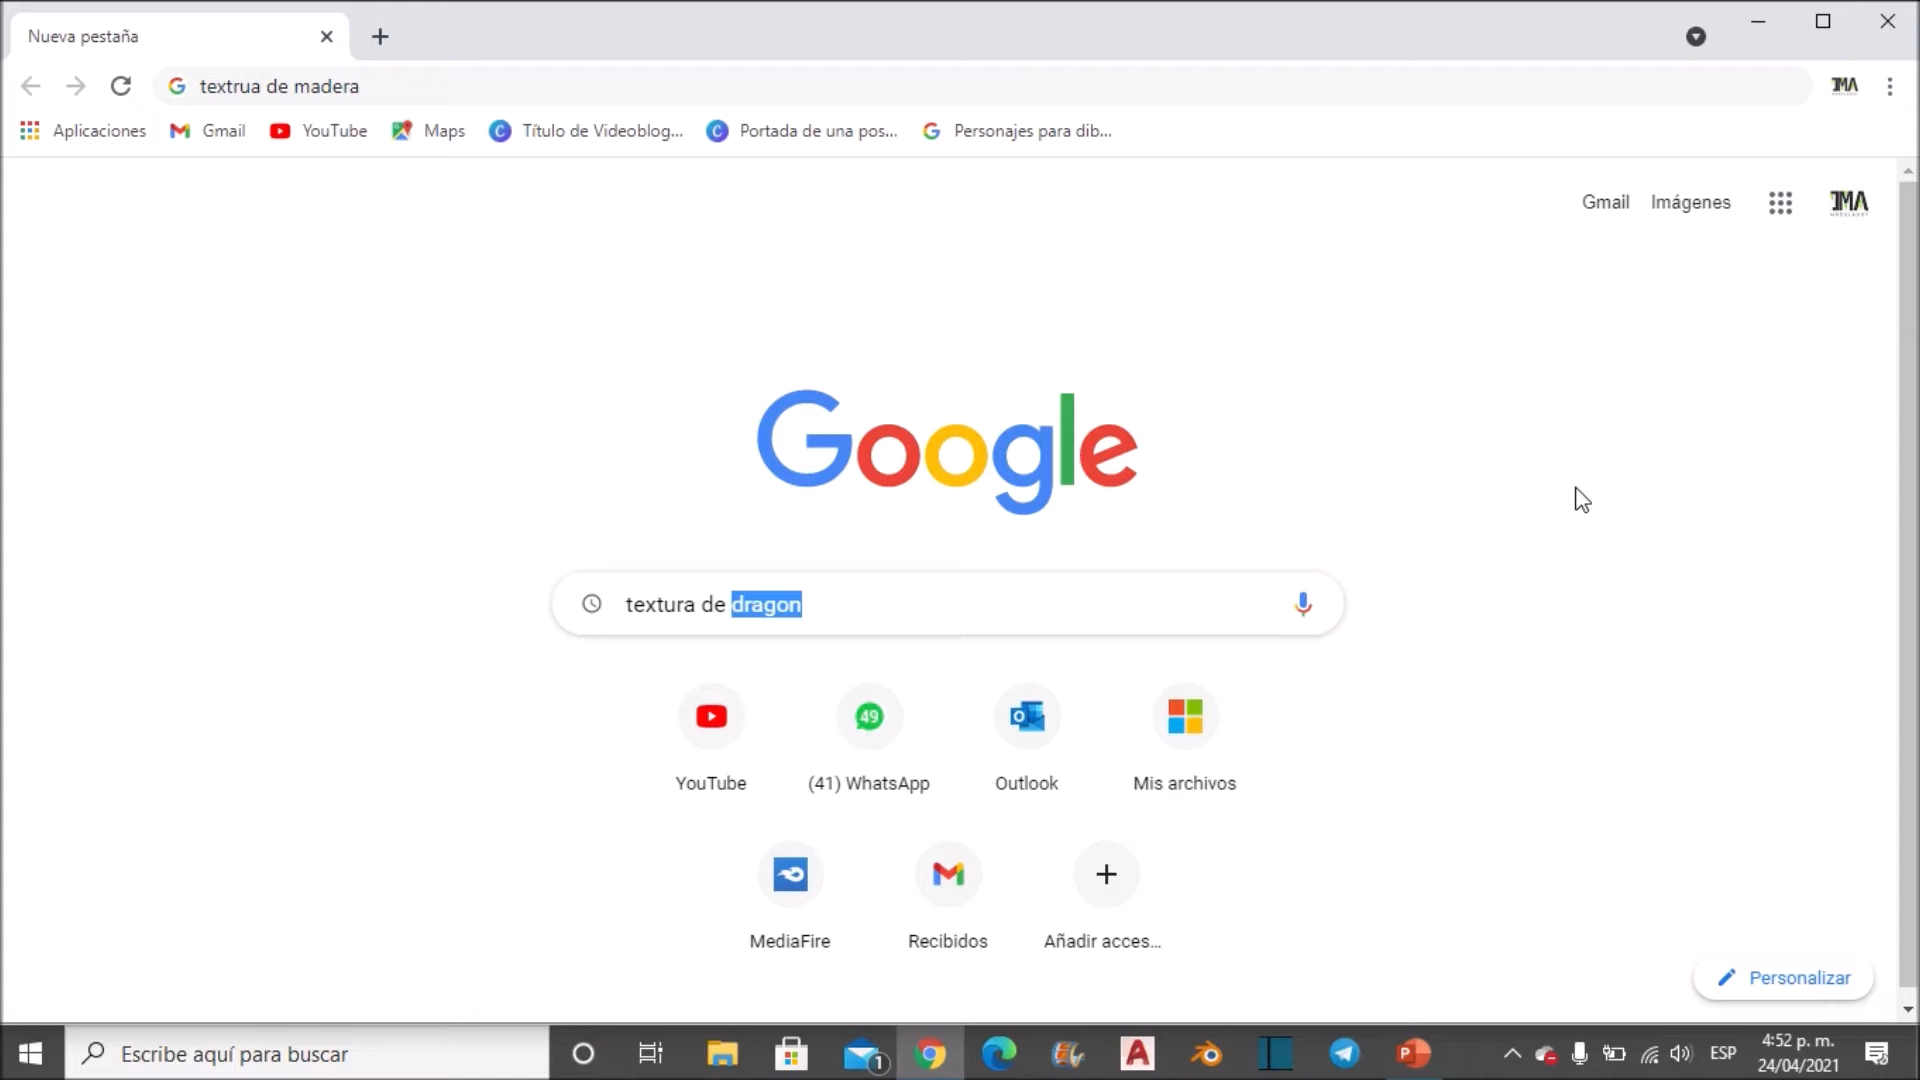 Nueva pestaña
textrua de madera
Aplicaciones Gmail YouTube Maps Título de Videoblog... Portada de una pos... Personajes para dib...
Gmail Imágenes
Google
textura de dragon
49
YouTube (41) WhatsApp Outlook Mis archivos
MediaFire Recibidos Añadir acces...
Personalizar
Escribe aquí para buscar
1
ESP
4:52 p. m.
24/04/2021